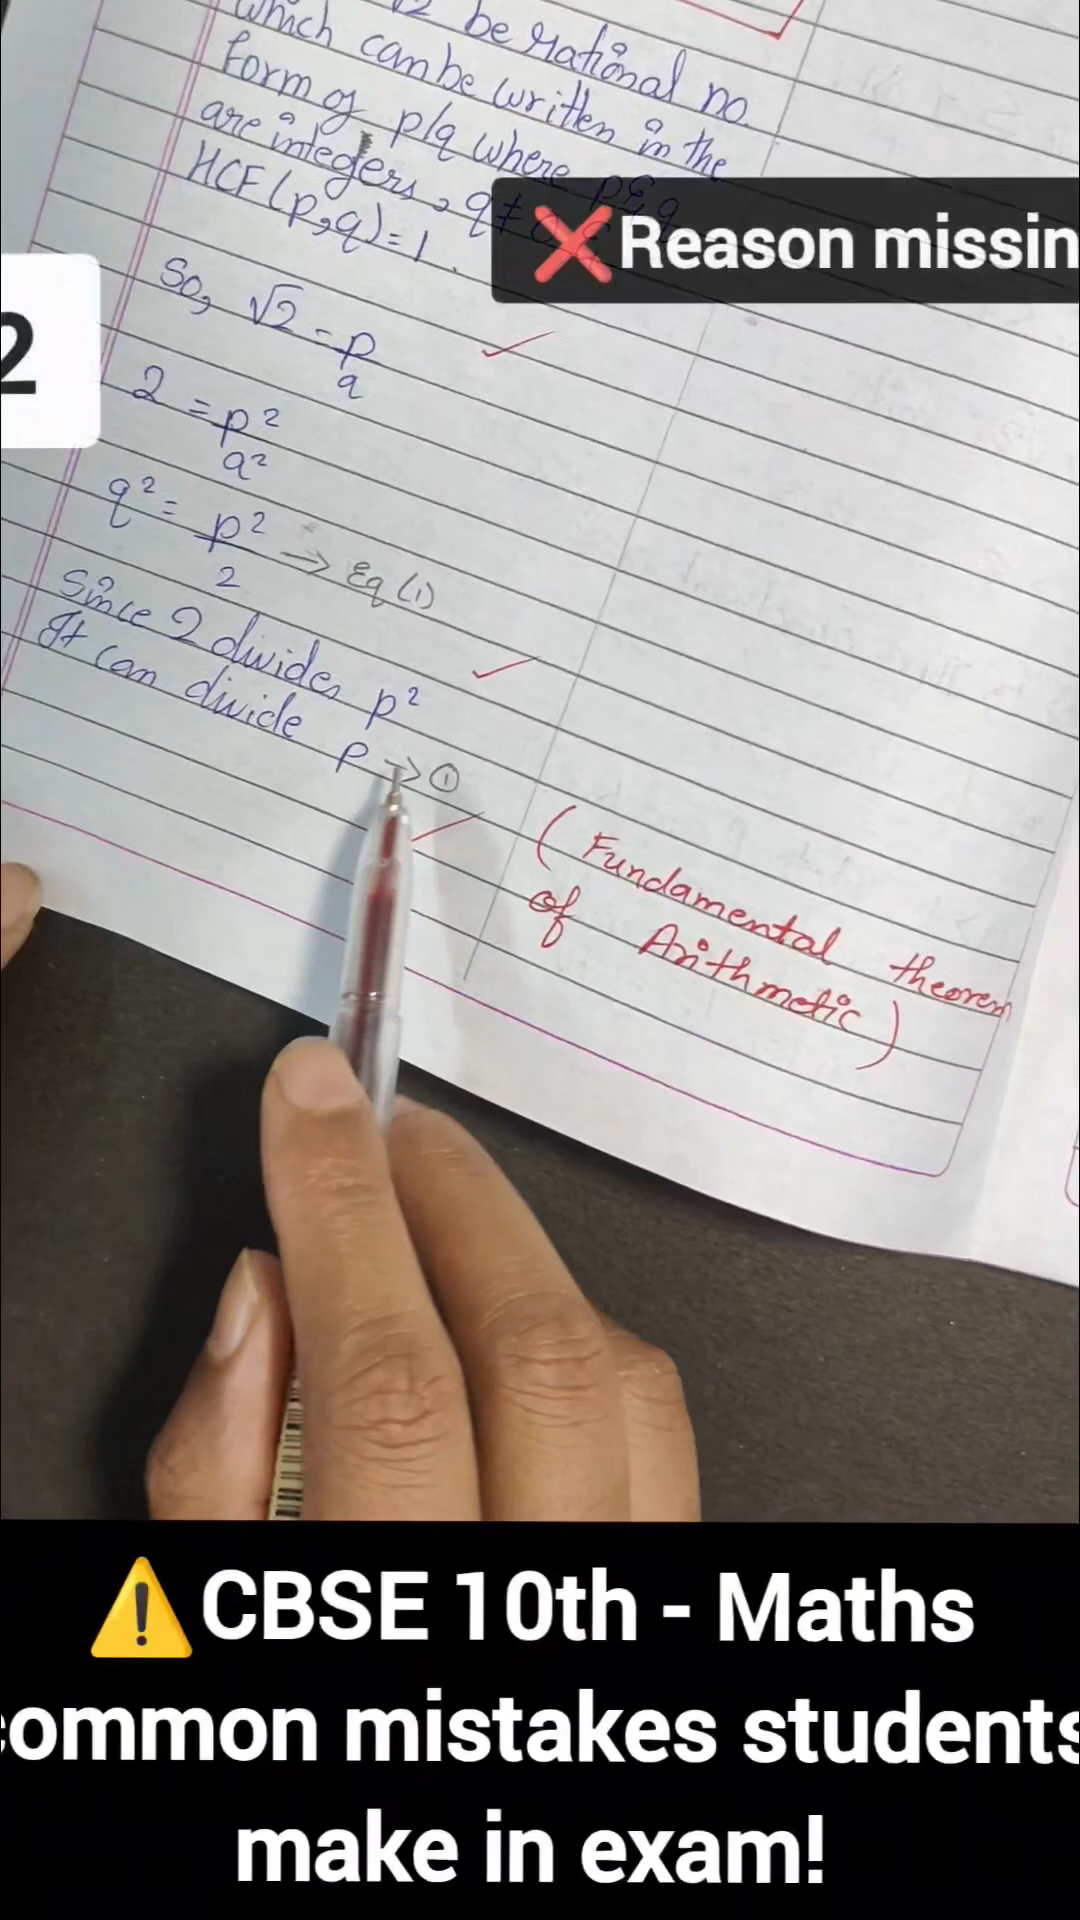 √2 be rational no
which can be written in the
form of p/q where p & q
are integers, q ≠ 0
HCF (p,q) = 1.
❌Reason missin
2
So, √2 = p/q
2 = p²/q²
q² = p²/2 → Eq (1)
Since 2 divides p²
It can divide p → ①
(Fundamental theorem
of Arithmetic)
⚠️CBSE 10th - Maths
common mistakes students
make in exam!